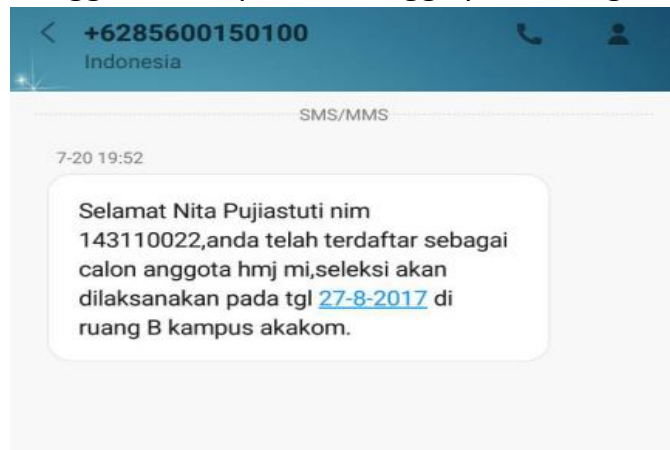 +6285600150100
Indonesia
SMS/MMS
7-20 19:52
Selamat Nita Pujiastuti nim
143110022,anda telah terdaftar sebagai
calon anggota hmj mi,seleksi akan
dilaksanakan pada tgl 27-8-2017 di
ruang B kampus akakom.